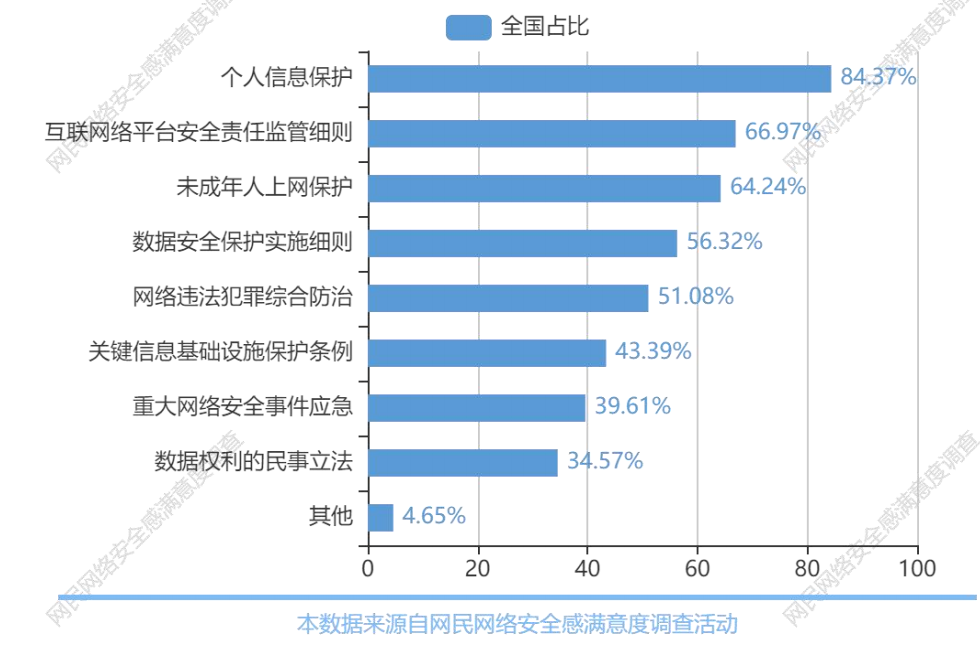 全国占比
个人信息保护 84.37%
互联网络平台安全责任监管细则 66.97%
未成年人上网保护 64.24%
数据安全保护实施细则 56.32%
网络违法犯罪综合防治 51.08%
关键信息基础设施保护条例 43.39%
重大网络安全事件应急 39.61%
数据权利的民事立法 34.57%
其他 4.65%
0 20 40 60 80 100
本数据来源自网民网络安全感满意度调查活动
网民网络安全感满意度调查
网民网络安全感满意度调查
网民网络安全感满意度调查
网民网络安全感满意度调查